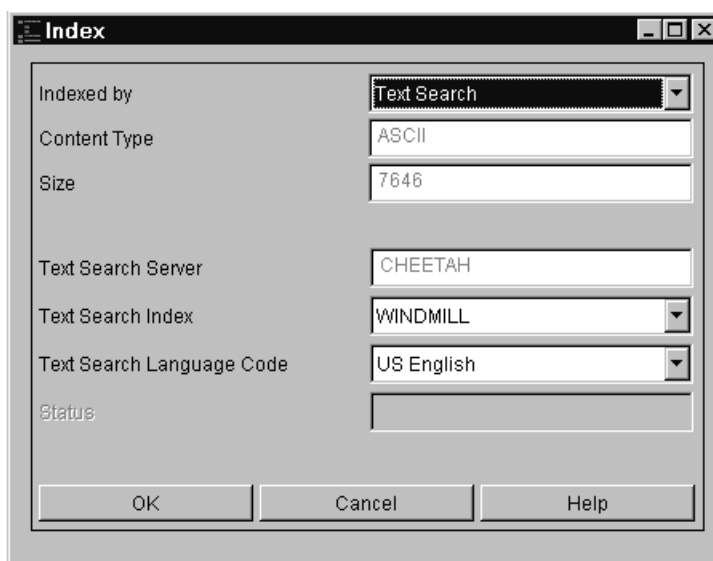 Index
Indexed by Text Search
Content Type ASCII
Size 7646
Text Search Server CHEETAH
Text Search Index WINDMILL
Text Search Language Code US English
Status
OK Cancel Help